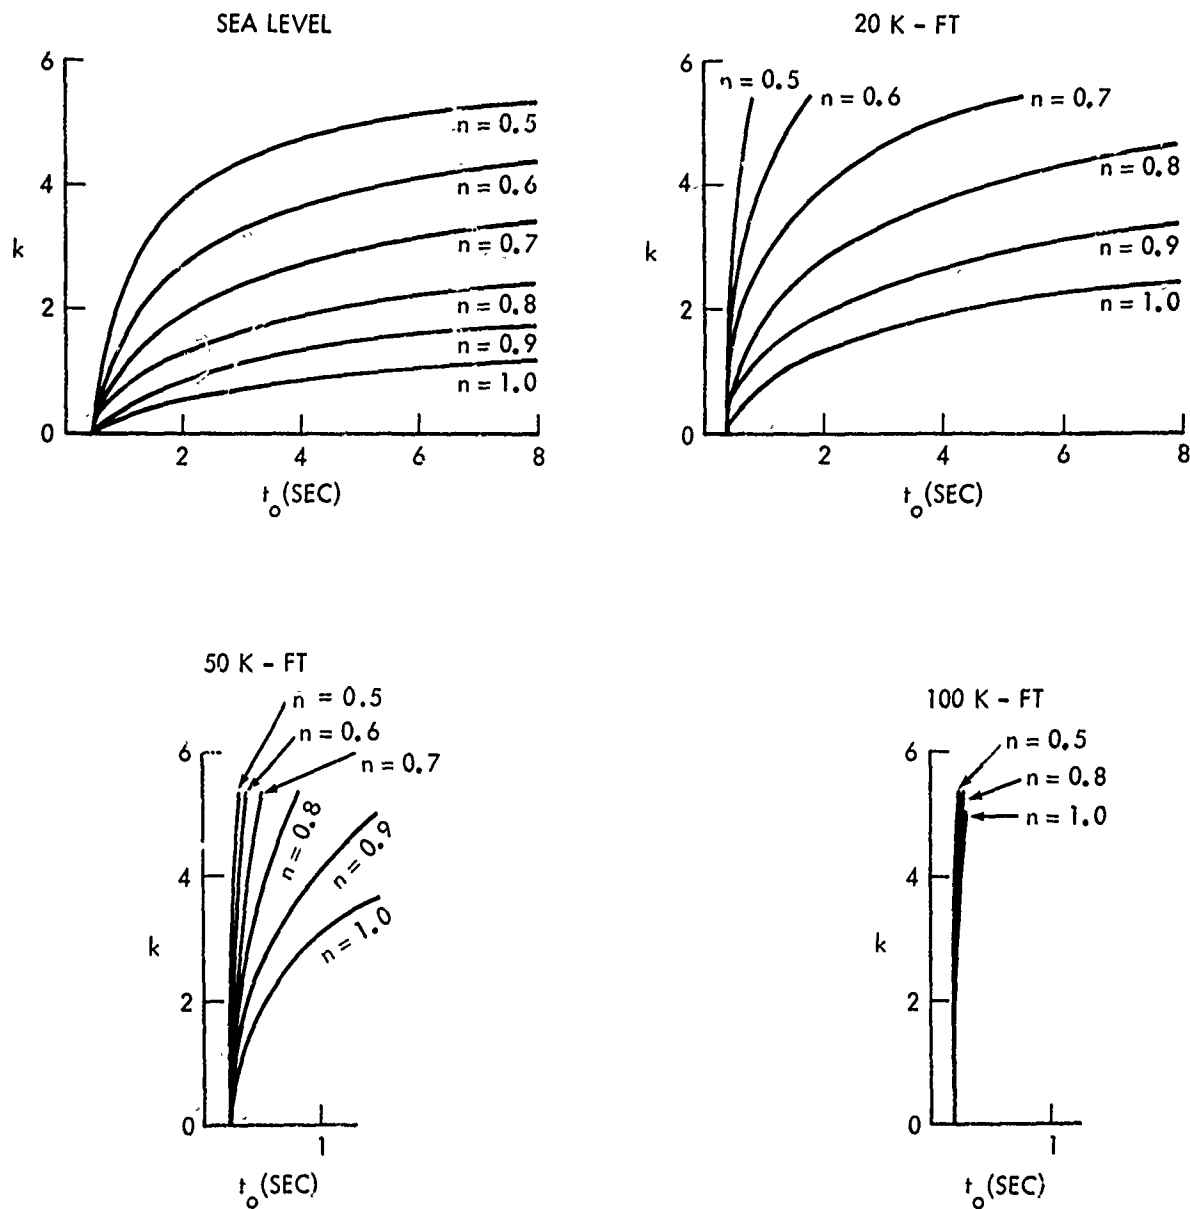 SEA LEVEL
6
4
k
2
0
n = 0.5
n = 0.6
n = 0.7
n = 0.8
n = 0.9
n = 1.0
2 4 6 8
t_o (SEC)
20 K - FT
6
4
k
2
0
n = 0.5
n = 0.6
n = 0.7
n = 0.8
n = 0.9
n = 1.0
2 4 6 8
t_o (SEC)
50 K - FT
n = 0.5
n = 0.6
n = 0.7
n = 0.8
n = 0.9
n = 1.0
6
4
k
2
0
1
t_o (SEC)
100 K - FT
n = 0.5
n = 0.8
n = 1.0
6
4
k
2
0
1
t_o (SEC)